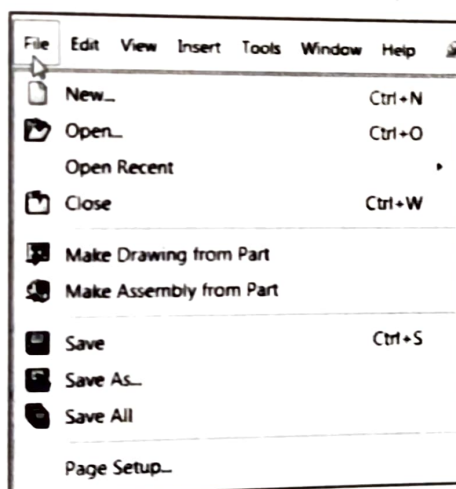 File Edit View Insert Tools Window Help
New... Ctrl+N
Open... Ctrl+O
Open Recent
Close Ctrl+W
Make Drawing from Part
Make Assembly from Part
Save Ctrl+S
Save As...
Save All
Page Setup...